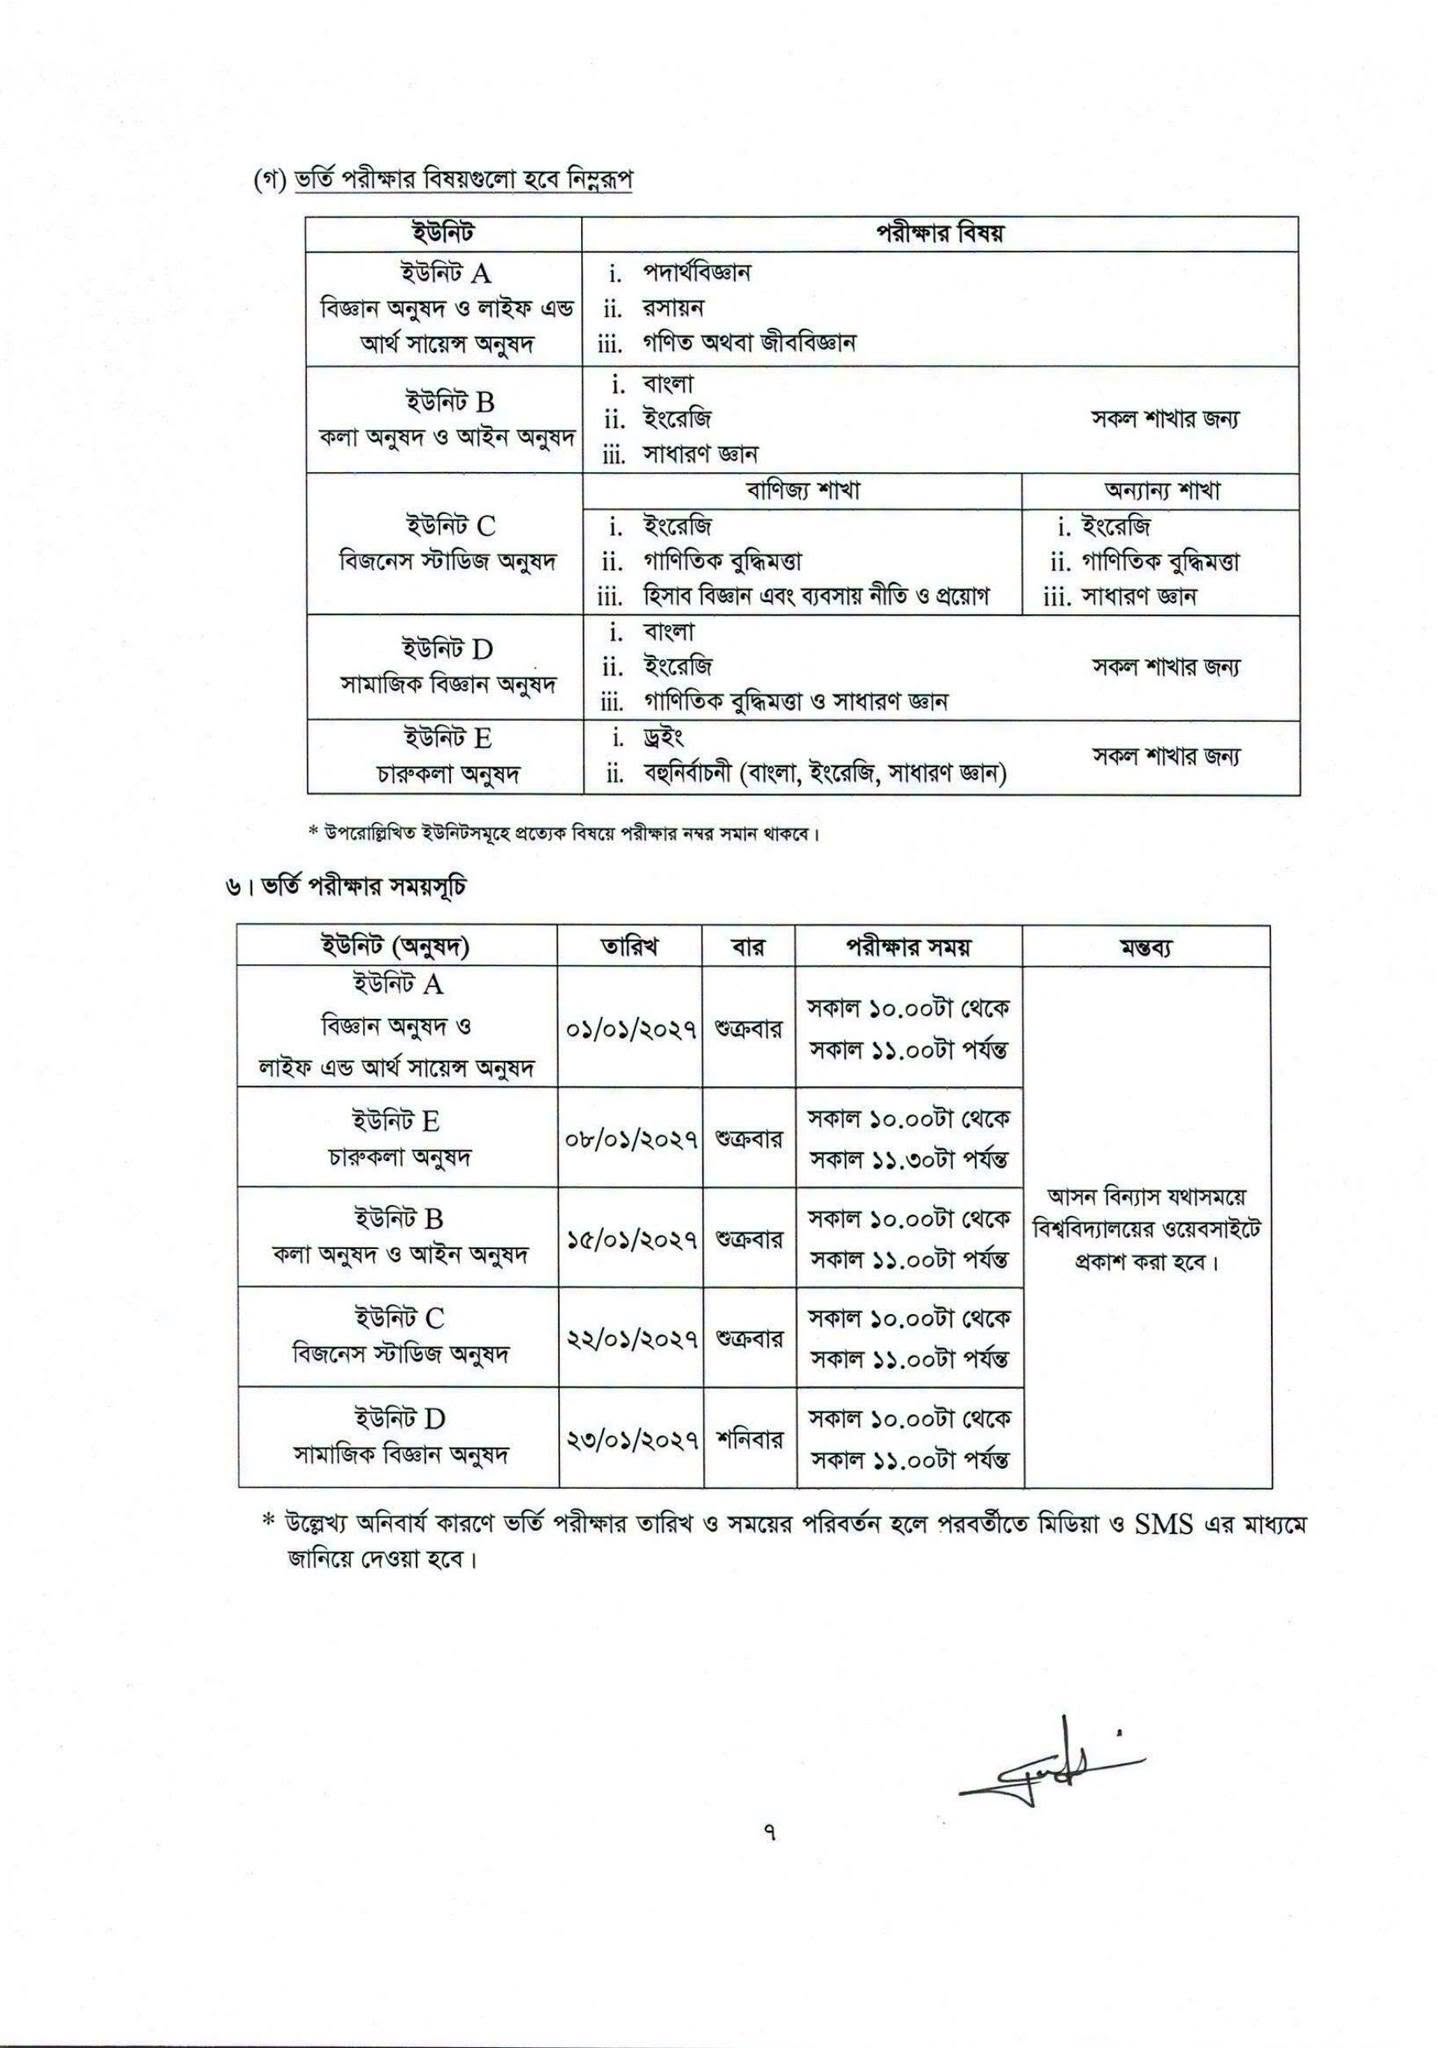 (গ) ভর্তি পরীক্ষার বিষয়গুলো হবে নিম্নরূপ
ইউনিট পরীক্ষার বিষয়
ইউনিট A
বিজ্ঞান অনুষদ ও লাইফ এন্ড
আর্থ সায়েন্স অনুষদ
i. পদার্থবিজ্ঞান
ii. রসায়ন
iii. গণিত অথবা জীববিজ্ঞান
ইউনিট B
কলা অনুষদ ও আইন অনুষদ
i. বাংলা
ii. ইংরেজি
iii. সাধারণ জ্ঞান
সকল শাখার জন্য
ইউনিট C
বিজনেস স্টাডিজ অনুষদ
বাণিজ্য শাখা
i. ইংরেজি
ii. গাণিতিক বুদ্ধিমত্তা
iii. হিসাব বিজ্ঞান এবং ব্যবসায় নীতি ও প্রয়োগ
অন্যান্য শাখা
i. ইংরেজি
ii. গাণিতিক বুদ্ধিমত্তা
iii. সাধারণ জ্ঞান
ইউনিট D
সামাজিক বিজ্ঞান অনুষদ
i. বাংলা
ii. ইংরেজি
iii. গাণিতিক বুদ্ধিমত্তা ও সাধারণ জ্ঞান
সকল শাখার জন্য
ইউনিট E
চারুকলা অনুষদ
i. ড্রইং
ii. বহুনির্বাচনী (বাংলা, ইংরেজি, সাধারণ জ্ঞান)
সকল শাখার জন্য
* উপরোল্লিখিত ইউনিটসমূহে প্রত্যেক বিষয়ে পরীক্ষার নম্বর সমান থাকবে।
৬। ভর্তি পরীক্ষার সময়সূচি
ইউনিট (অনুষদ) তারিখ বার পরীক্ষার সময় মন্তব্য
ইউনিট A
বিজ্ঞান অনুষদ ও
লাইফ এন্ড আর্থ সায়েন্স অনুষদ
০১/০১/২০২৭ শুক্রবার
সকাল ১০.০০টা থেকে
সকাল ১১.০০টা পর্যন্ত
ইউনিট E
চারুকলা অনুষদ
০৮/০১/২০২৭ শুক্রবার
সকাল ১০.০০টা থেকে
সকাল ১১.৩০টা পর্যন্ত
ইউনিট B
কলা অনুষদ ও আইন অনুষদ
১৫/০১/২০২৭ শুক্রবার
সকাল ১০.০০টা থেকে
সকাল ১১.০০টা পর্যন্ত
ইউনিট C
বিজনেস স্টাডিজ অনুষদ
২২/০১/২০২৭ শুক্রবার
সকাল ১০.০০টা থেকে
সকাল ১১.০০টা পর্যন্ত
ইউনিট D
সামাজিক বিজ্ঞান অনুষদ
২৩/০১/২০২৭ শনিবার
সকাল ১০.০০টা থেকে
সকাল ১১.০০টা পর্যন্ত
আসন বিন্যাস যথাসময়ে
বিশ্ববিদ্যালয়ের ওয়েবসাইটে
প্রকাশ করা হবে।
* উল্লেখ্য অনিবার্য কারণে ভর্তি পরীক্ষার তারিখ ও সময়ের পরিবর্তন হলে পরবর্তীতে মিডিয়া ও SMS এর মাধ্যমে
জানিয়ে দেওয়া হবে।
৭